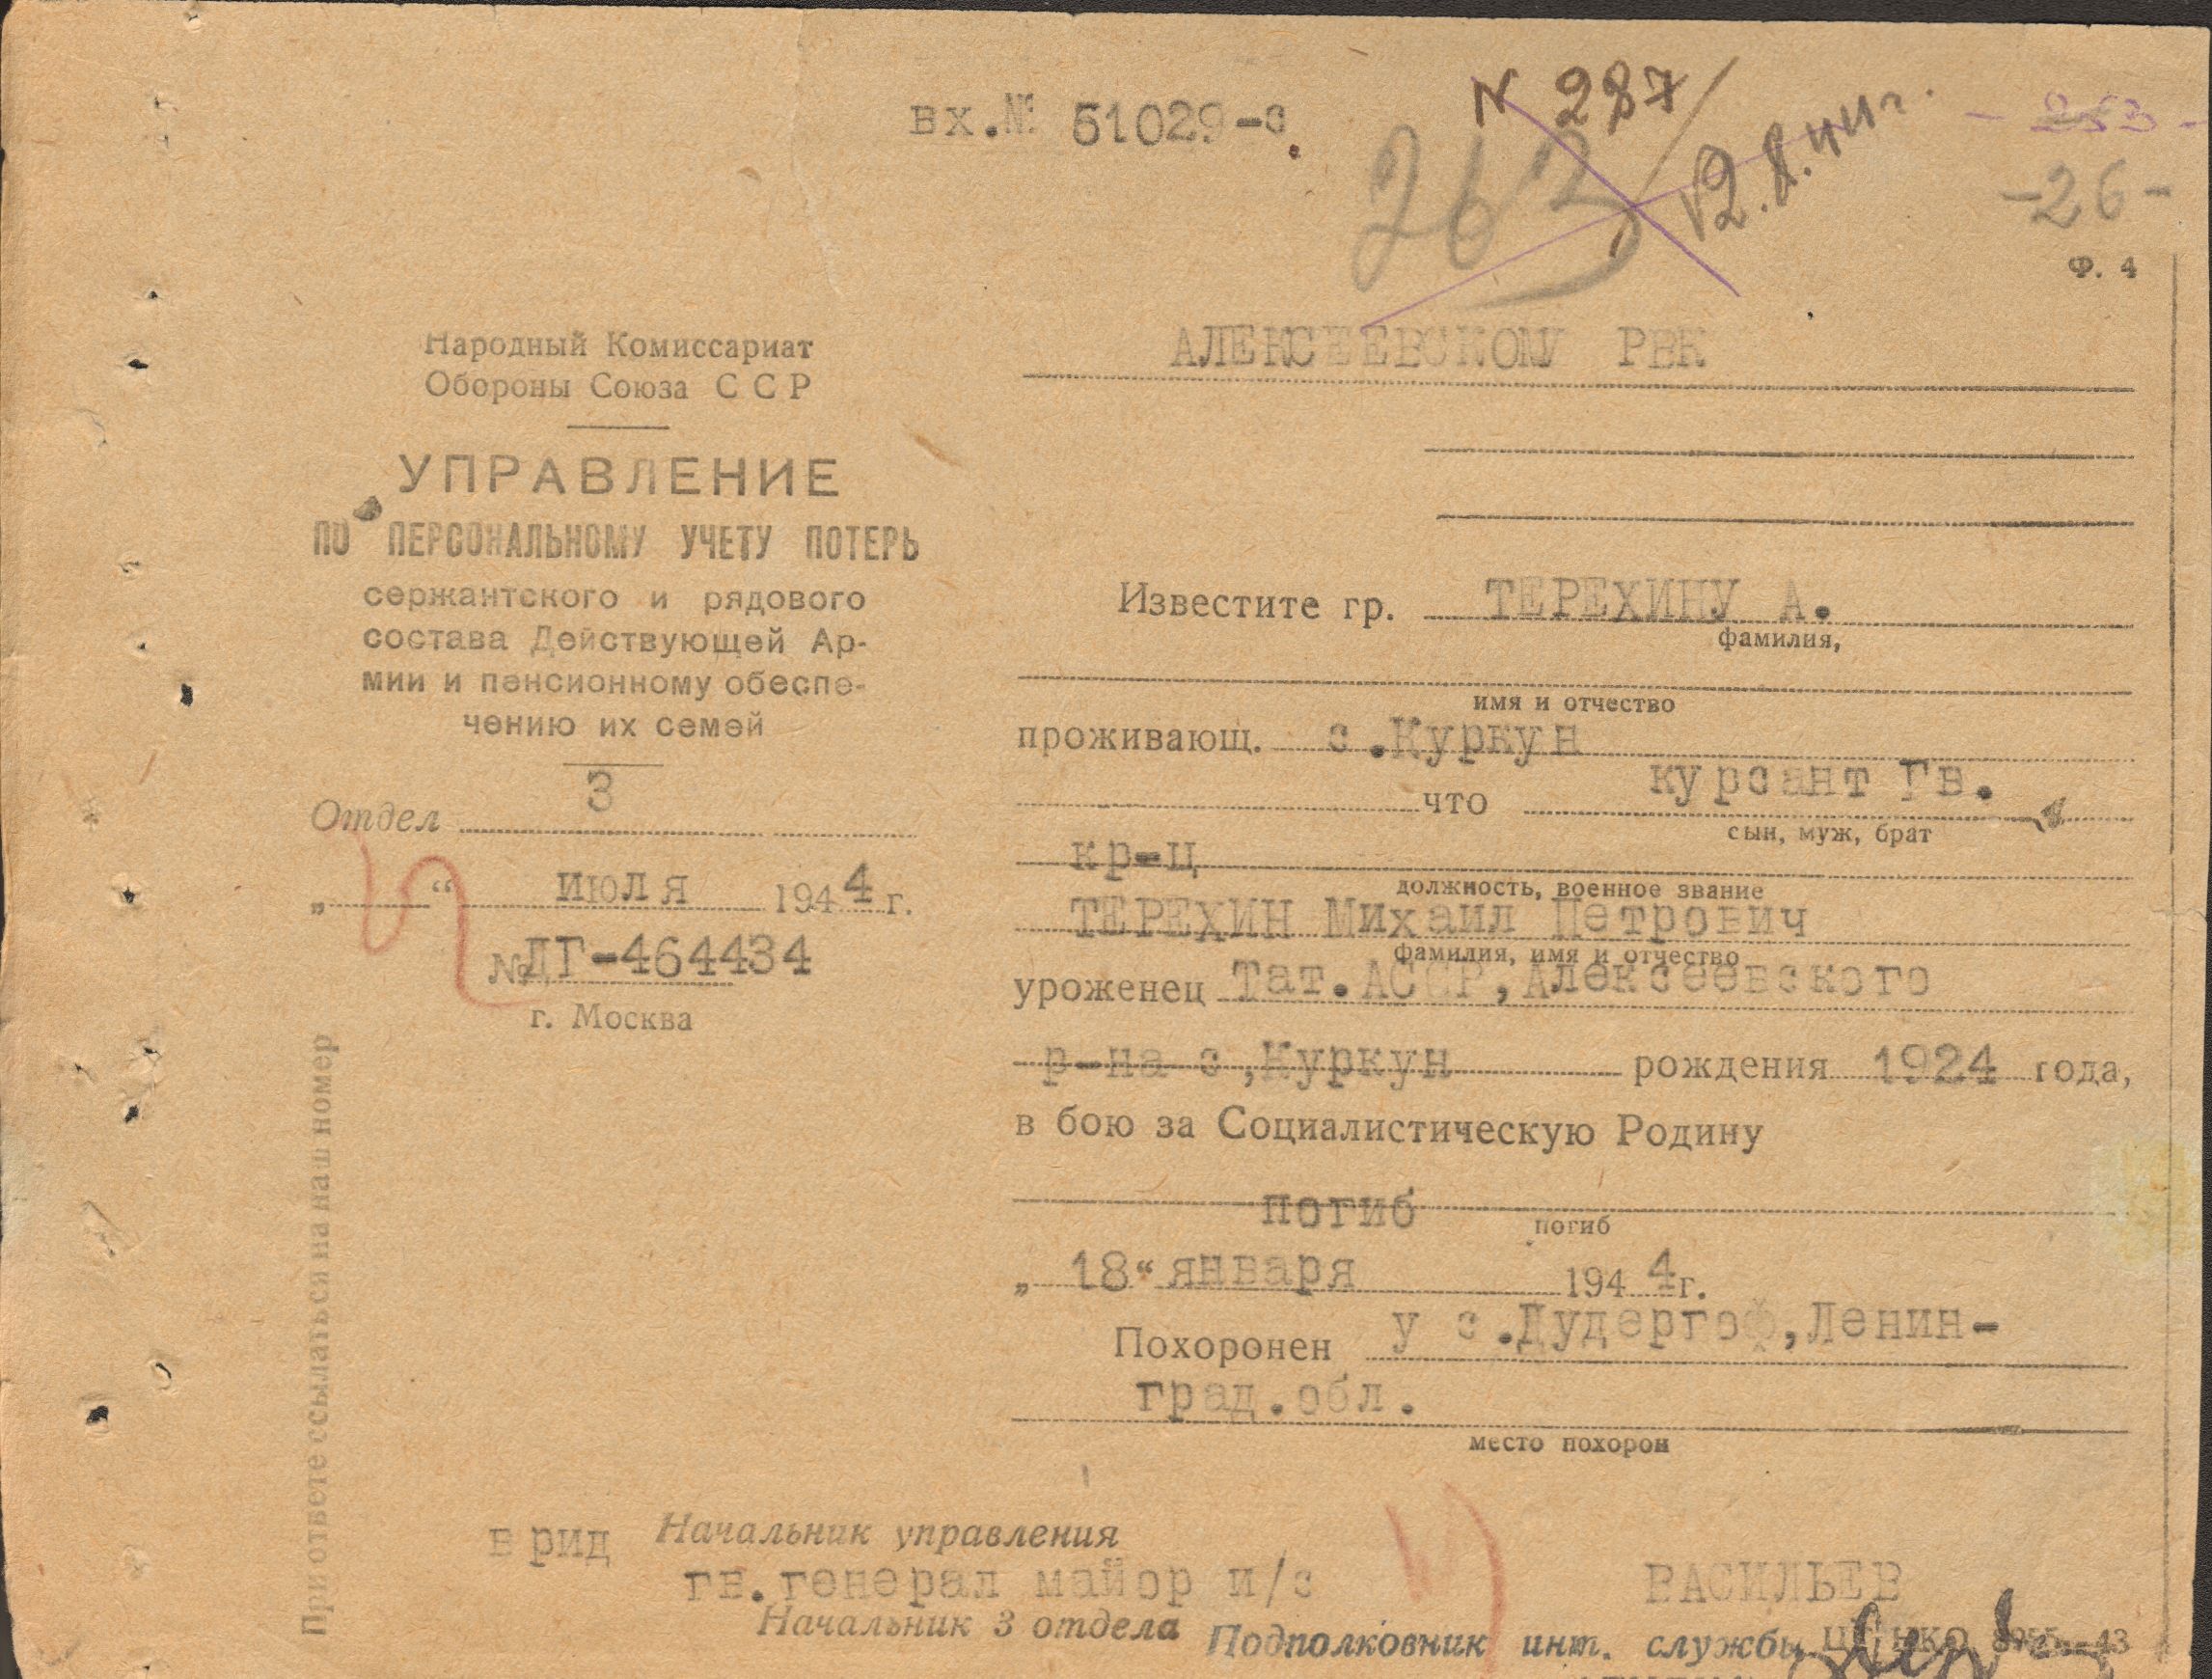 вх.№ 51029-с
N 287
263
12.8.44г.
- 253 -
-26-
Ф. 4
Народный Комиссариат
Обороны Союза ССР
УПРАВЛЕНИЕ
ПО ПЕРСОНАЛЬНОМУ УЧЕТУ ПОТЕРЬ
сержантского и рядового
состава Действующей Ар-
мии и пенсионному обеспе-
чению их семей
Отдел 3
„ “ июля 1944 г.
№ДГ-464434
г. Москва
При ответе ссылаться на наш номер
АЛЕКСЕЕВСКОМУ РВК
Известите гр. ТЕРЕХИНУ А.
фамилия,
имя и отчество
проживающ. с.Куркун
что курсант Гв.
сын, муж, брат
кр-ц
должность, военное звание
ТЕРЕХИН Михаил Петрович
фамилия, имя и отчество
уроженец Тат.АССР,Алексеевского
р-на с,Куркун рождения 1924 года,
в бою за Социалистическую Родину
погиб
погиб
„ 18“ января 1944г.
Похоронен у с.Дудергоф,Ленин-
град.обл.
место похорон
врид Начальник управления
гв.генерал майор и/с ВАСИЛЬЕВ
Начальник 3 отдела Подполковник инт. службы